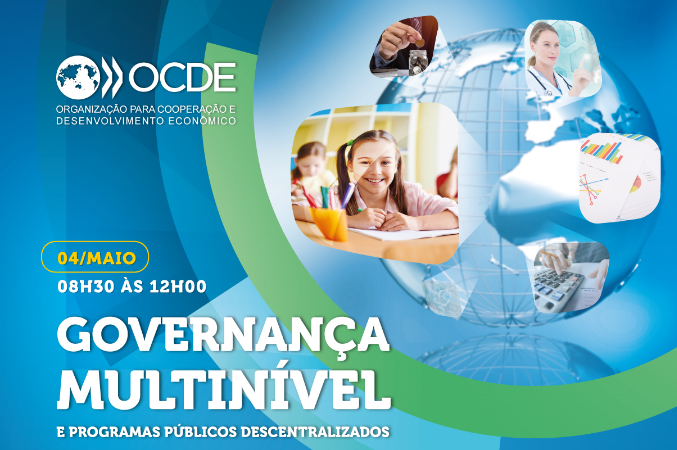 OCDE
ORGANIZAÇÃO PARA COOPERAÇÃO E
DESENVOLVIMENTO ECONÔMICO
04/MAIO
08H30 ÀS 12H00
GOVERNANÇA
MULTINÍVEL
E PROGRAMAS PÚBLICOS DESCENTRALIZADOS